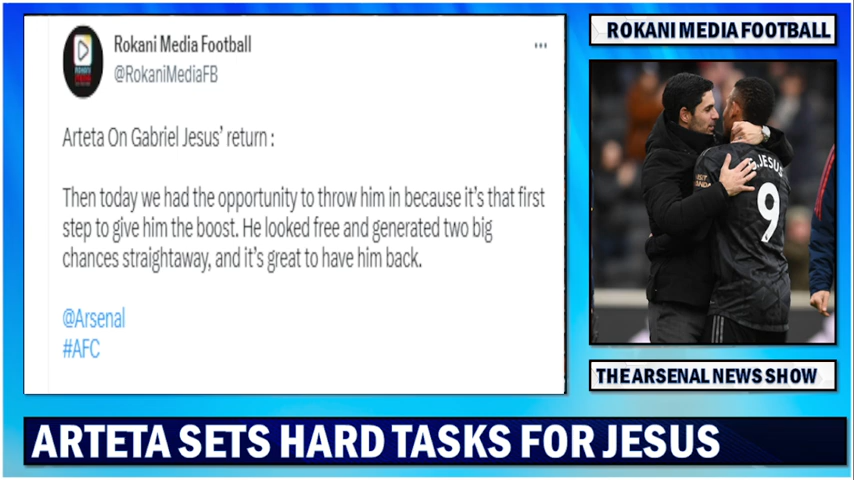 Rokani Media Football
@RokaniMediaFB
Arteta On Gabriel Jesus' return :
Then today we had the opportunity to throw him in because it's that first
step to give him the boost. He looked free and generated two big
chances straightaway, and it's great to have him back.
@Arsenal
#AFC
ROKANI MEDIA FOOTBALL
G.JESUS
9
THE ARSENAL NEWS SHOW
ARTETA SETS HARD TASKS FOR JESUS